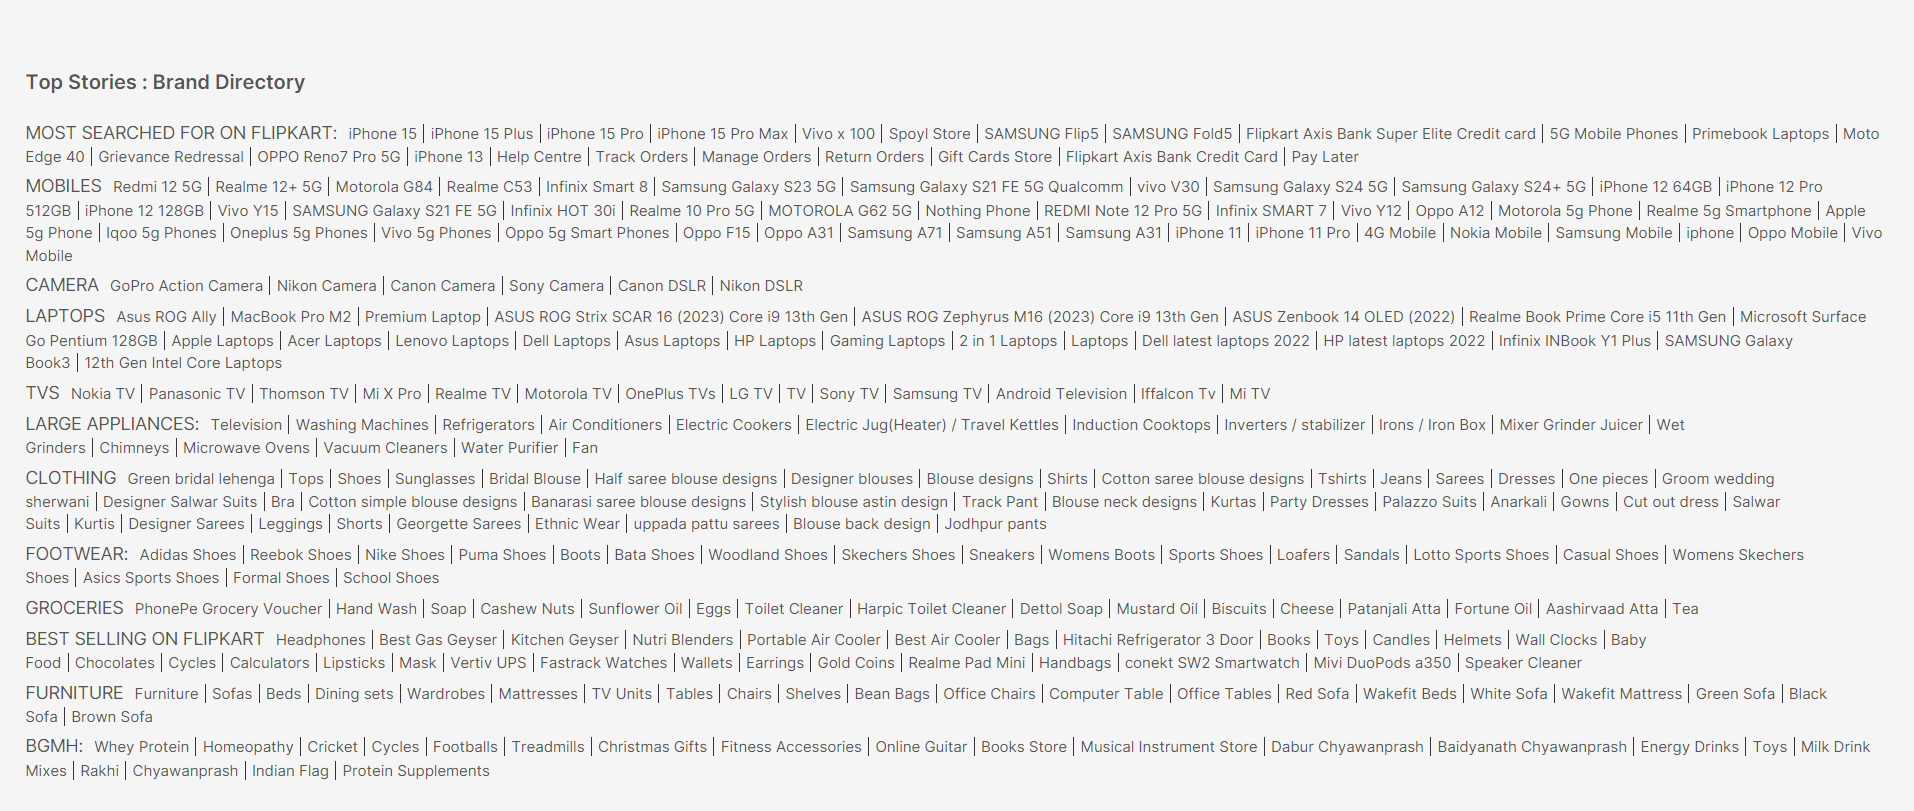 Top Stories : Brand Directory
MOST SEARCHED FOR ON FLIPKART: iPhone 15 | iPhone 15 Plus | iPhone 15 Pro | iPhone 15 Pro Max | Vivo x 100 | Spoyl Store | SAMSUNG Flip5 | SAMSUNG Fold5 | Flipkart Axis Bank Super Elite Credit card | 5G Mobile Phones | Primebook Laptops | Moto
Edge 40 | Grievance Redressal | OPPO Reno7 Pro 5G | iPhone 13 | Help Centre | Track Orders | Manage Orders | Return Orders | Gift Cards Store | Flipkart Axis Bank Credit Card | Pay Later
MOBILES Redmi 12 5G | Realme 12+ 5G | Motorola G84 | Realme C53 | Infinix Smart 8 | Samsung Galaxy S23 5G | Samsung Galaxy S21 FE 5G Qualcomm | vivo V30 | Samsung Galaxy S24 5G | Samsung Galaxy S24+ 5G | iPhone 12 64GB | iPhone 12 Pro
512GB | iPhone 12 128GB | Vivo Y15 | SAMSUNG Galaxy S21 FE 5G | Infinix HOT 30i | Realme 10 Pro 5G | MOTOROLA G62 5G | Nothing Phone | REDMI Note 12 Pro 5G | Infinix SMART 7 | Vivo Y12 | Oppo A12 | Motorola 5g Phone | Realme 5g Smartphone | Apple
5g Phone | Iqoo 5g Phones | Oneplus 5g Phones | Vivo 5g Phones | Oppo 5g Smart Phones | Oppo F15 | Oppo A31 | Samsung A71 | Samsung A51 | Samsung A31 | iPhone 11 | iPhone 11 Pro | 4G Mobile | Nokia Mobile | Samsung Mobile | iphone | Oppo Mobile | Vivo
Mobile
CAMERA GoPro Action Camera | Nikon Camera | Canon Camera | Sony Camera | Canon DSLR | Nikon DSLR
LAPTOPS Asus ROG Ally | MacBook Pro M2 | Premium Laptop | ASUS ROG Strix SCAR 16 (2023) Core i9 13th Gen | ASUS ROG Zephyrus M16 (2023) Core i9 13th Gen | ASUS Zenbook 14 OLED (2022) | Realme Book Prime Core i5 11th Gen | Microsoft Surface
Go Pentium 128GB | Apple Laptops | Acer Laptops | Lenovo Laptops | Dell Laptops | Asus Laptops | HP Laptops | Gaming Laptops | 2 in 1 Laptops | Laptops | Dell latest laptops 2022 | HP latest laptops 2022 | Infinix INBook Y1 Plus | SAMSUNG Galaxy
Book3 | 12th Gen Intel Core Laptops
TVS Nokia TV | Panasonic TV | Thomson TV | Mi X Pro | Realme TV | Motorola TV | OnePlus TVs | LG TV | TV | Sony TV | Samsung TV | Android Television | Iffalcon Tv | Mi TV
LARGE APPLIANCES: Television | Washing Machines | Refrigerators | Air Conditioners | Electric Cookers | Electric Jug(Heater) / Travel Kettles | Induction Cooktops | Inverters / stabilizer | Irons / Iron Box | Mixer Grinder Juicer | Wet
Grinders | Chimneys | Microwave Ovens | Vacuum Cleaners | Water Purifier | Fan
CLOTHING Green bridal lehenga | Tops | Shoes | Sunglasses | Bridal Blouse | Half saree blouse designs | Designer blouses | Blouse designs | Shirts | Cotton saree blouse designs | Tshirts | Jeans | Sarees | Dresses | One pieces | Groom wedding
sherwani | Designer Salwar Suits | Bra | Cotton simple blouse designs | Banarasi saree blouse designs | Stylish blouse astin design | Track Pant | Blouse neck designs | Kurtas | Party Dresses | Palazzo Suits | Anarkali | Gowns | Cut out dress | Salwar
Suits | Kurtis | Designer Sarees | Leggings | Shorts | Georgette Sarees | Ethnic Wear | uppada pattu sarees | Blouse back design | Jodhpur pants
FOOTWEAR: Adidas Shoes | Reebok Shoes | Nike Shoes | Puma Shoes | Boots | Bata Shoes | Woodland Shoes | Skechers Shoes | Sneakers | Womens Boots | Sports Shoes | Loafers | Sandals | Lotto Sports Shoes | Casual Shoes | Womens Skechers
Shoes | Asics Sports Shoes | Formal Shoes | School Shoes
GROCERIES PhonePe Grocery Voucher | Hand Wash | Soap | Cashew Nuts | Sunflower Oil | Eggs | Toilet Cleaner | Harpic Toilet Cleaner | Dettol Soap | Mustard Oil | Biscuits | Cheese | Patanjali Atta | Fortune Oil | Aashirvaad Atta | Tea
BEST SELLING ON FLIPKART Headphones | Best Gas Geyser | Kitchen Geyser | Nutri Blenders | Portable Air Cooler | Best Air Cooler | Bags | Hitachi Refrigerator 3 Door | Books | Toys | Candles | Helmets | Wall Clocks | Baby
Food | Chocolates | Cycles | Calculators | Lipsticks | Mask | Vertiv UPS | Fastrack Watches | Wallets | Earrings | Gold Coins | Realme Pad Mini | Handbags | conekt SW2 Smartwatch | Mivi DuoPods a350 | Speaker Cleaner
FURNITURE Furniture | Sofas | Beds | Dining sets | Wardrobes | Mattresses | TV Units | Tables | Chairs | Shelves | Bean Bags | Office Chairs | Computer Table | Office Tables | Red Sofa | Wakefit Beds | White Sofa | Wakefit Mattress | Green Sofa | Black
Sofa | Brown Sofa
BGMH: Whey Protein | Homeopathy | Cricket | Cycles | Footballs | Treadmills | Christmas Gifts | Fitness Accessories | Online Guitar | Books Store | Musical Instrument Store | Dabur Chyawanprash | Baidyanath Chyawanprash | Energy Drinks | Toys | Milk Drink
Mixes | Rakhi | Chyawanprash | Indian Flag | Protein Supplements